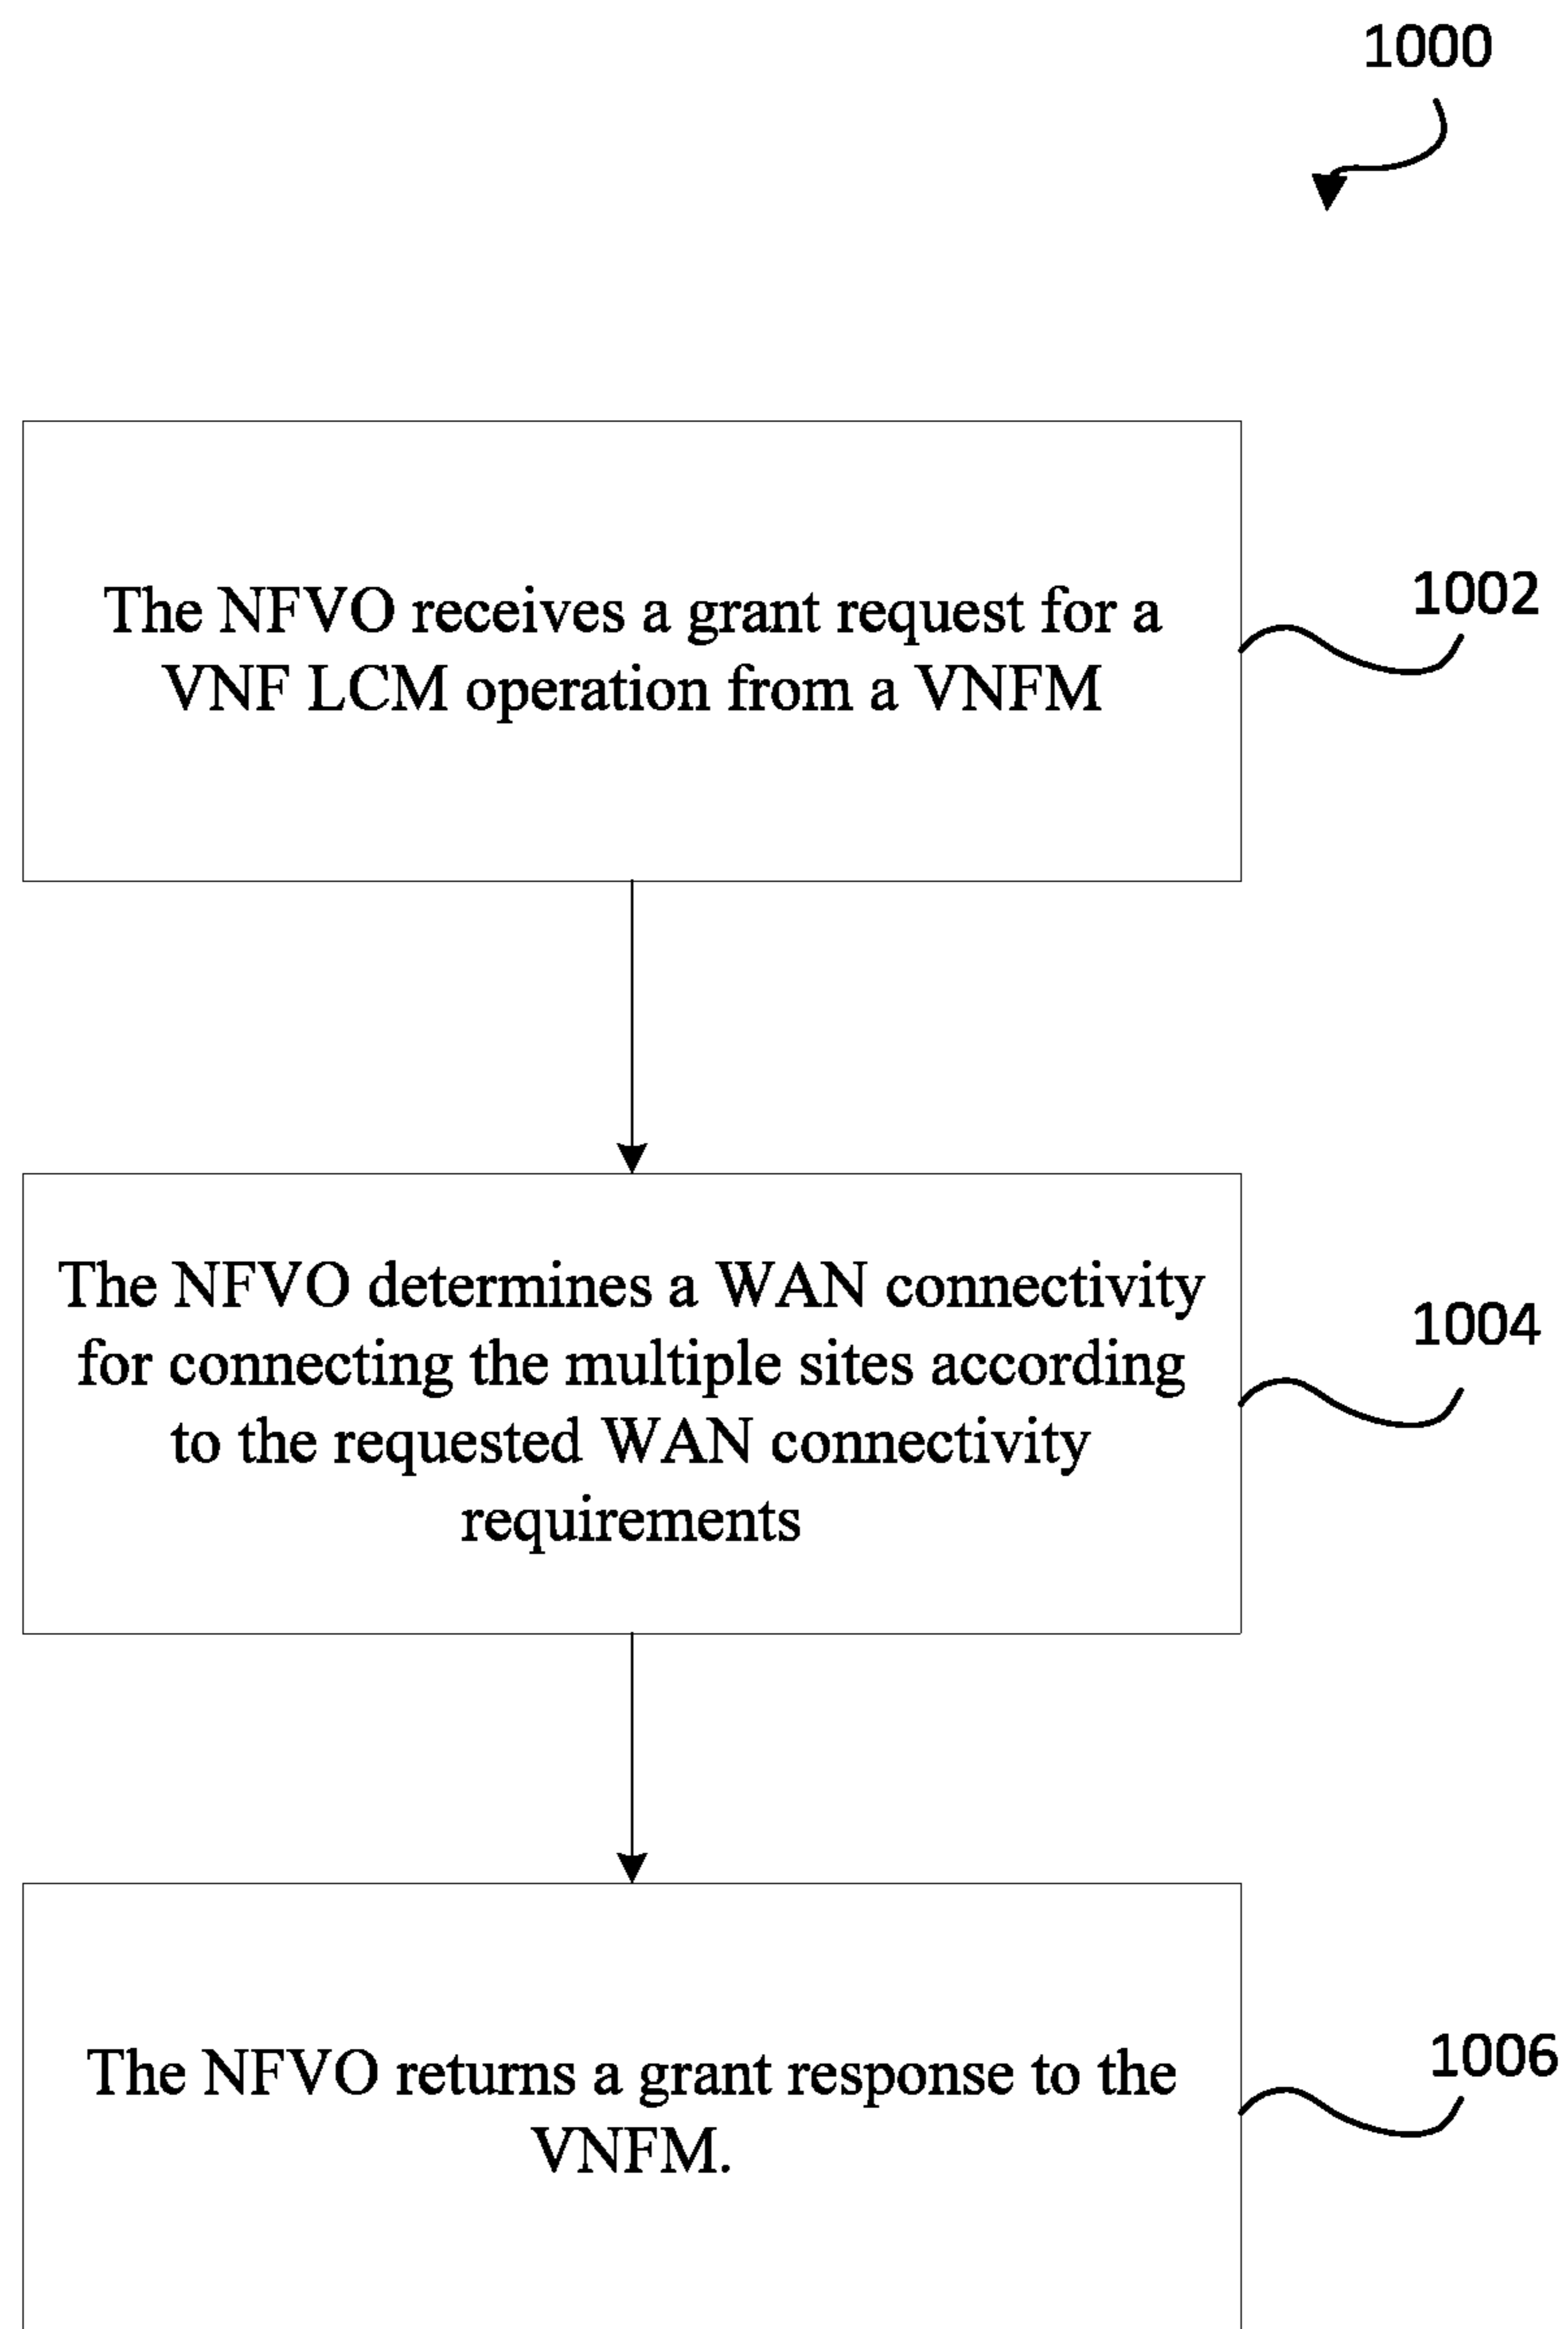 1000
The NFVO receives a grant request for a
VNF LCM operation from a VNFM
1002
The NFVO determines a WAN connectivity
for connecting the multiple sites according
to the requested WAN connectivity
requirements
1004
The NFVO returns a grant response to the
VNFM.
1006